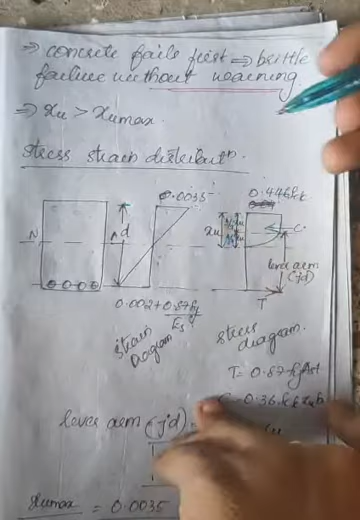 ⇒ concrete fails first ⇒ brittle
failure without warning.
⇒ xu > xumax.
stress strain distributⁿ.
0.0035
0.446fck
N
A
d
xu
C
lever arm
(jd)
T
0.002 + 0.87fy
Es
strain
diagram
stress
diagram.
T = 0.87 fy Ast
= 0.36 fck xu b
lever arm (jd)
xumax = 0.0035